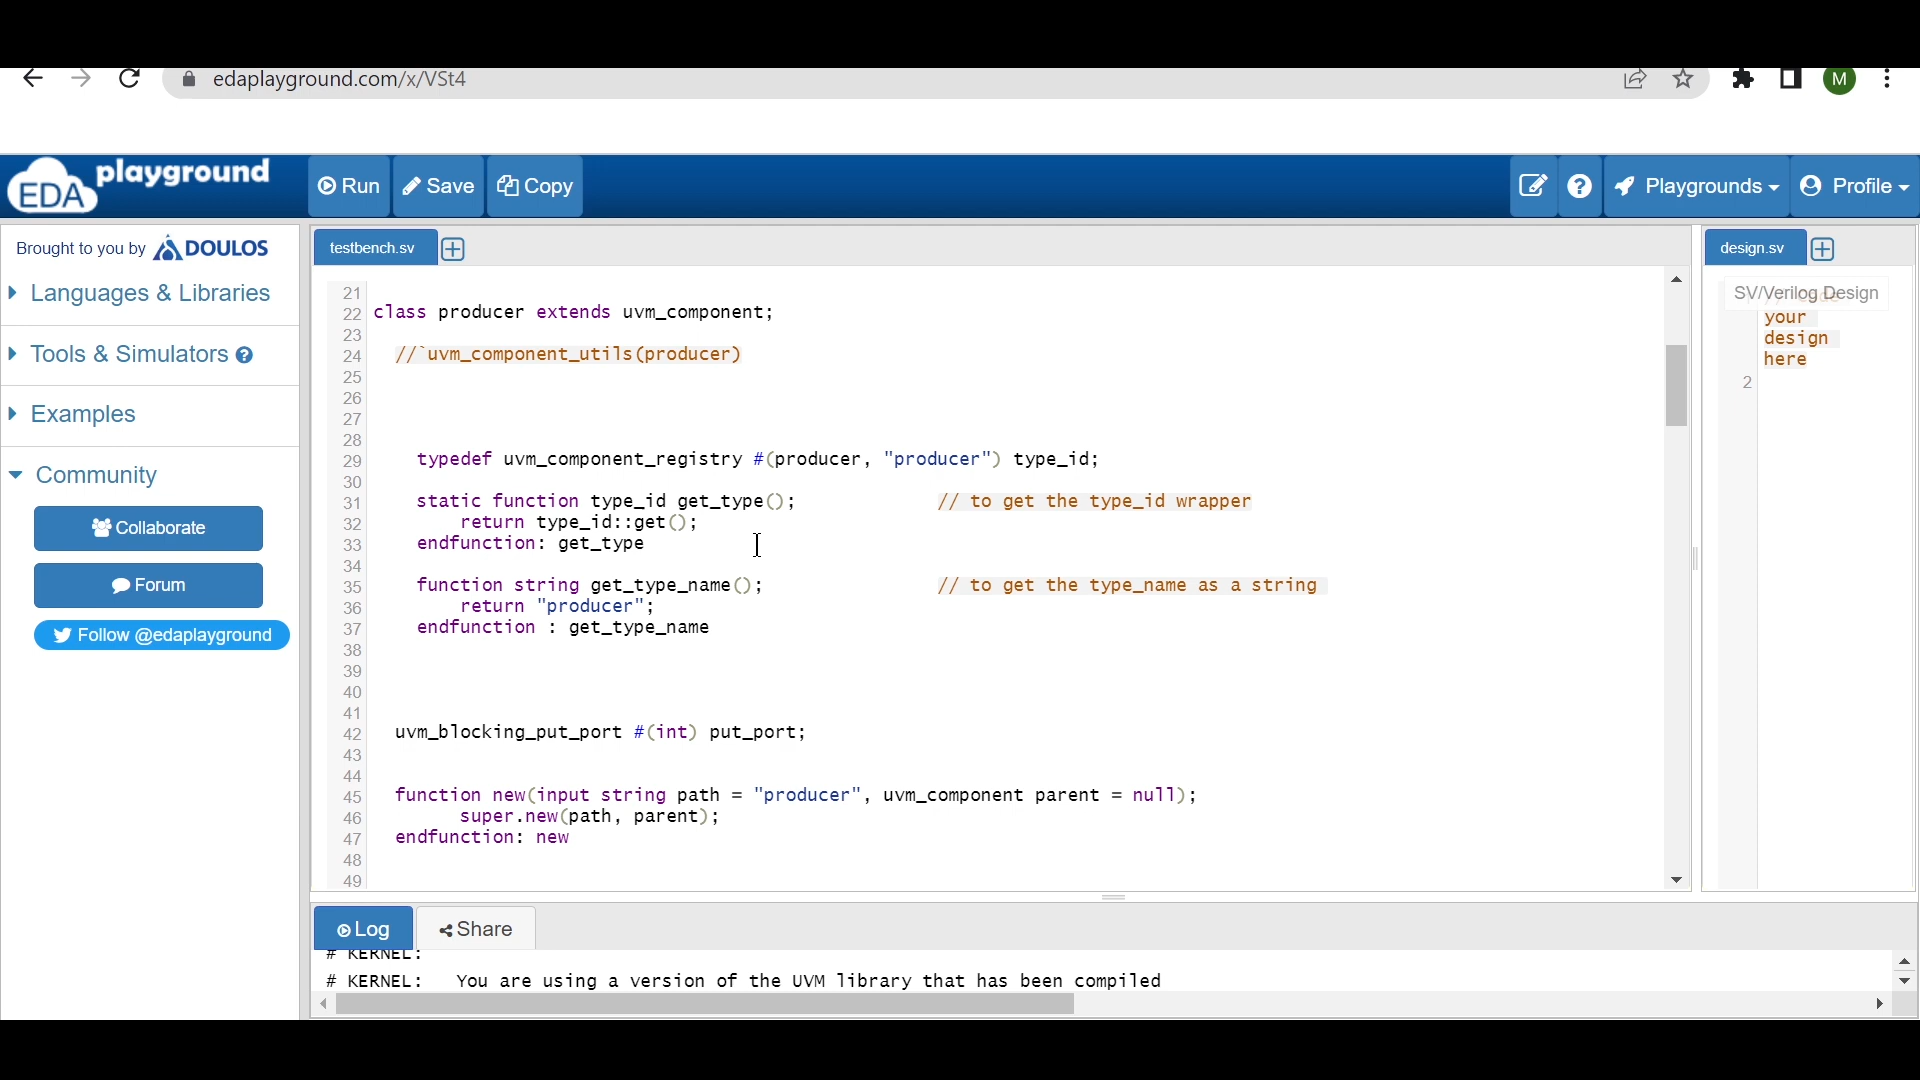 edaplayground.com/x/VSt4
M
EDA playground
Run
Save
Copy
Playgrounds
Profile
Brought to you by DOULOS
Languages & Libraries
Tools & Simulators
Examples
Community
Collaborate
Forum
Follow @edaplayground
testbench.sv
21
22 class producer extends uvm_component;
23
24 //`uvm_component_utils(producer)
25
26
27
28
29 typedef uvm_component_registry #(producer, "producer") type_id;
30
31 static function type_id get_type(); // to get the type_id wrapper
32 return type_id::get();
33 endfunction: get_type
34
35 function string get_type_name(); // to get the type_name as a string
36 return "producer";
37 endfunction : get_type_name
38
39
40
41
42 uvm_blocking_put_port #(int) put_port;
43
44
45 function new(input string path = "producer", uvm_component parent = null);
46 super.new(path, parent);
47 endfunction: new
48
49
design.sv
SV/Verilog Design
your
design
here
2
Log
Share
# KERNEL:
# KERNEL: You are using a version of the UVM library that has been compiled